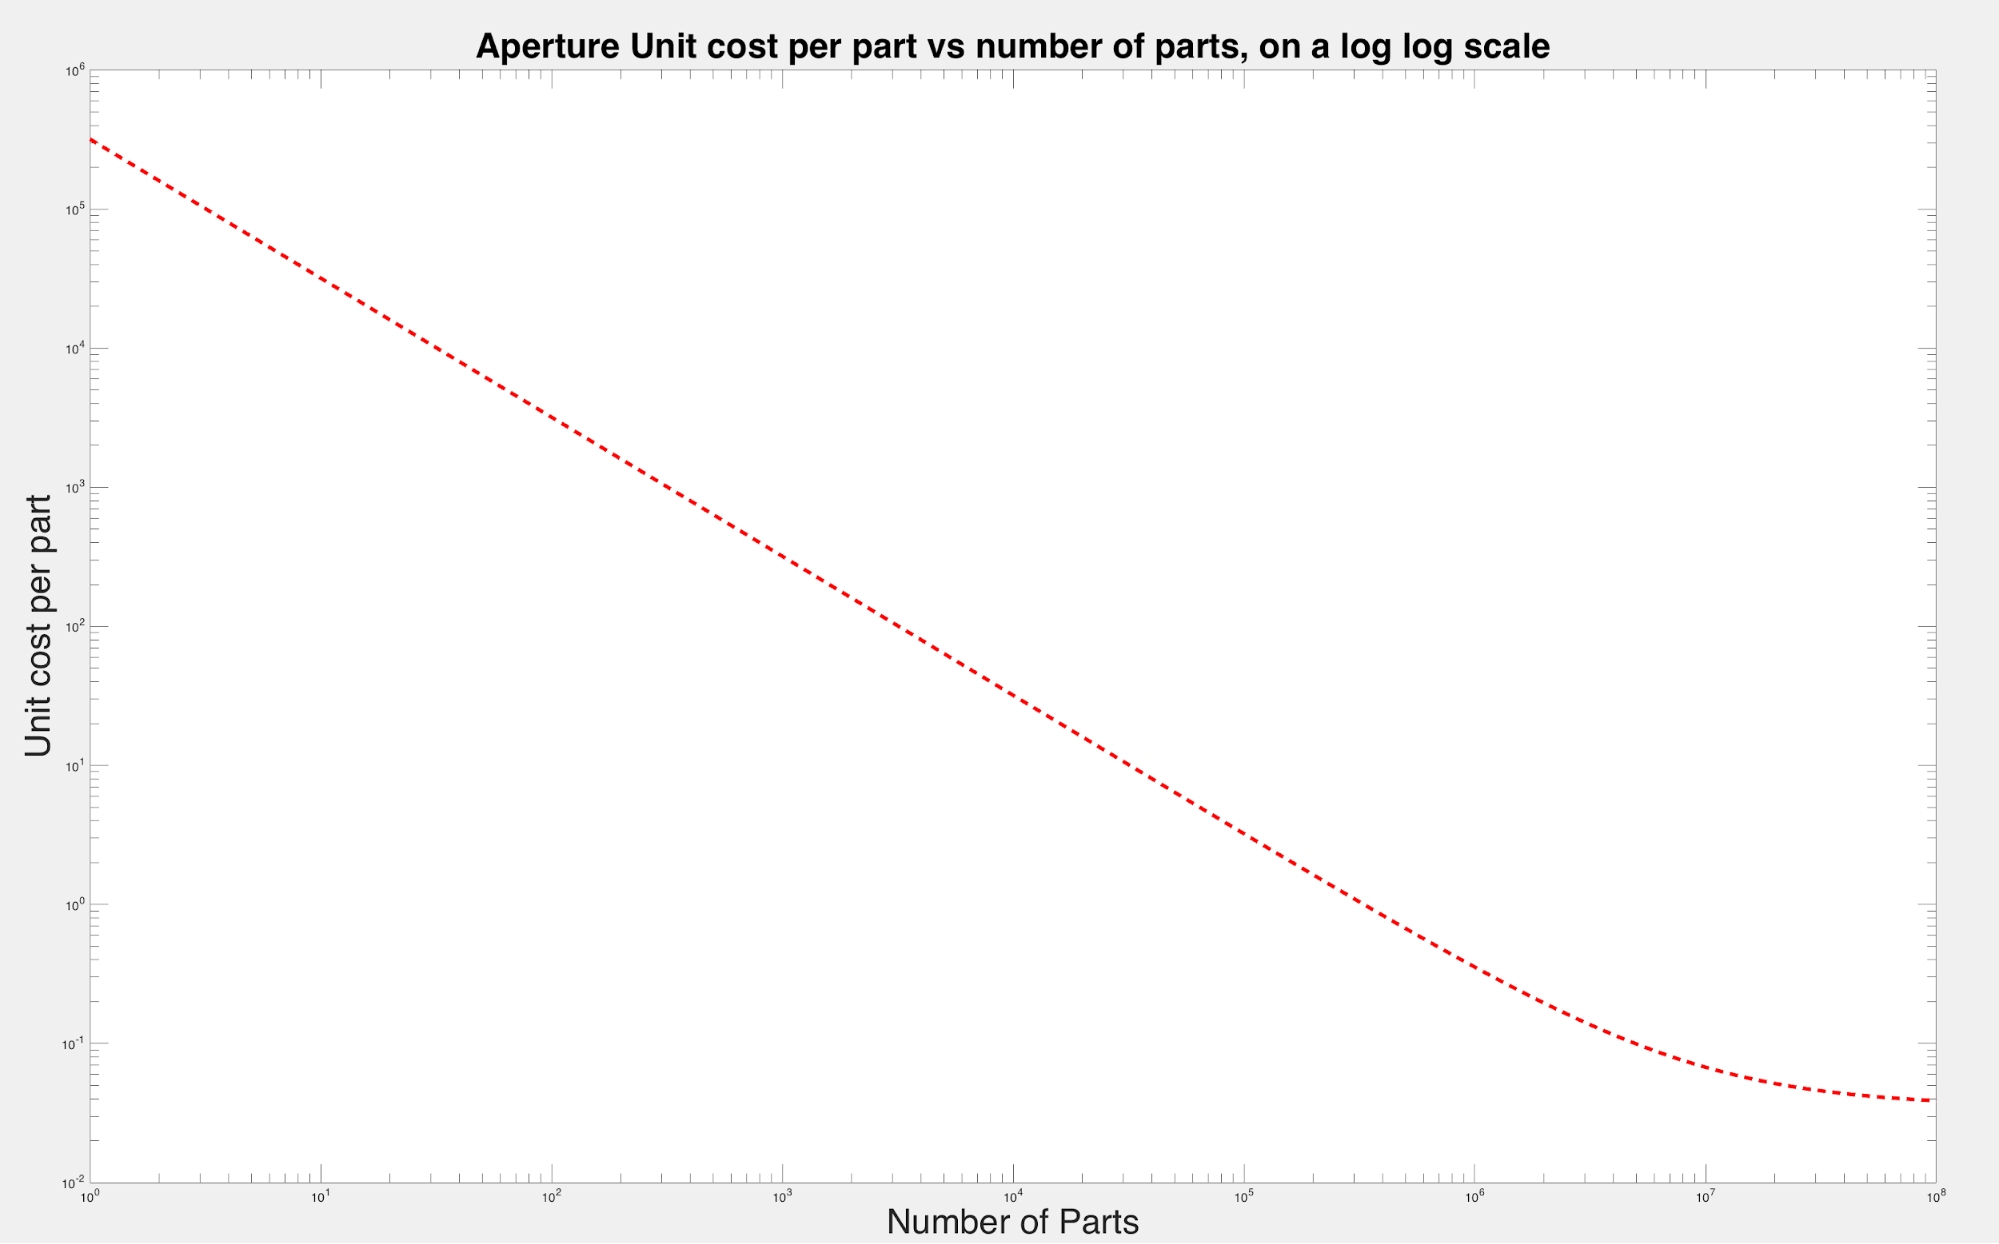 Aperture Unit cost per part vs number of parts, on a log log scale
Unit cost per part
10⁶
10⁵
10⁴
10³
10²
10¹
10⁰
10⁻¹
10⁻²
10⁰ 10¹ 10² 10³ 10⁴ 10⁵ 10⁶ 10⁷ 10⁸
Number of Parts